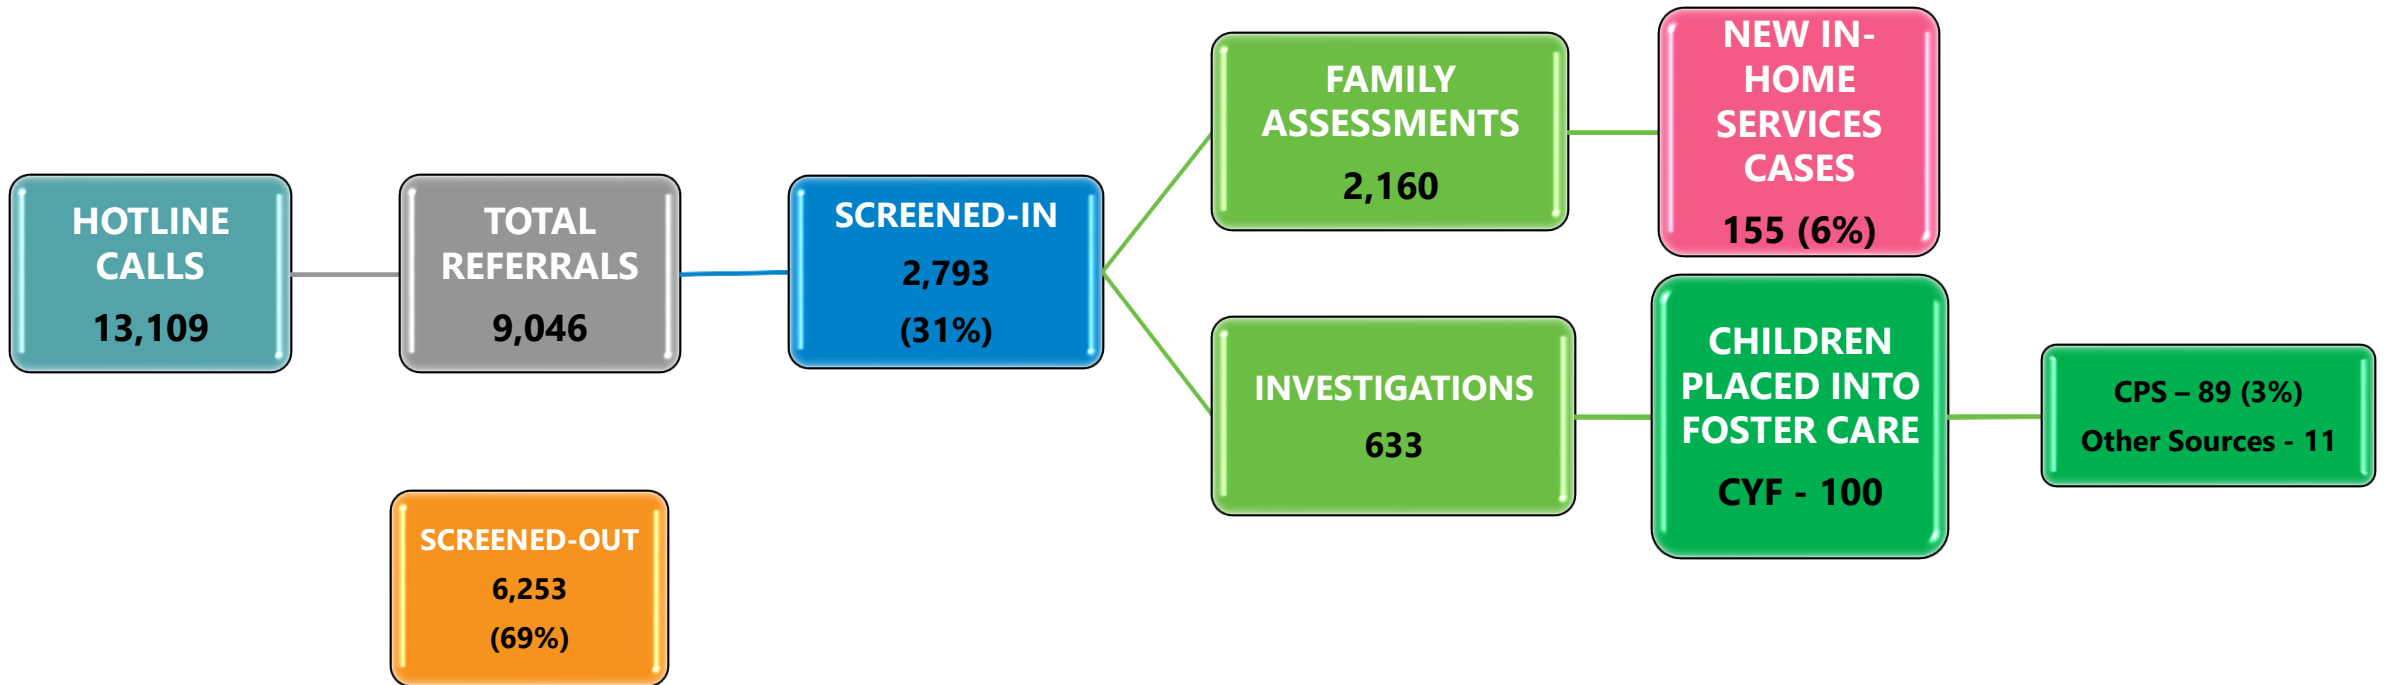 HOTLINE
CALLS
13,109
TOTAL
REFERRALS
9,046
SCREENED-IN
2,793
(31%)
SCREENED-OUT
6,253
(69%)
FAMILY
ASSESSMENTS
2,160
INVESTIGATIONS
633
NEW IN-
HOME
SERVICES
CASES
155 (6%)
CHILDREN
PLACED INTO
FOSTER CARE
CYF - 100
CPS – 89 (3%)
Other Sources - 11